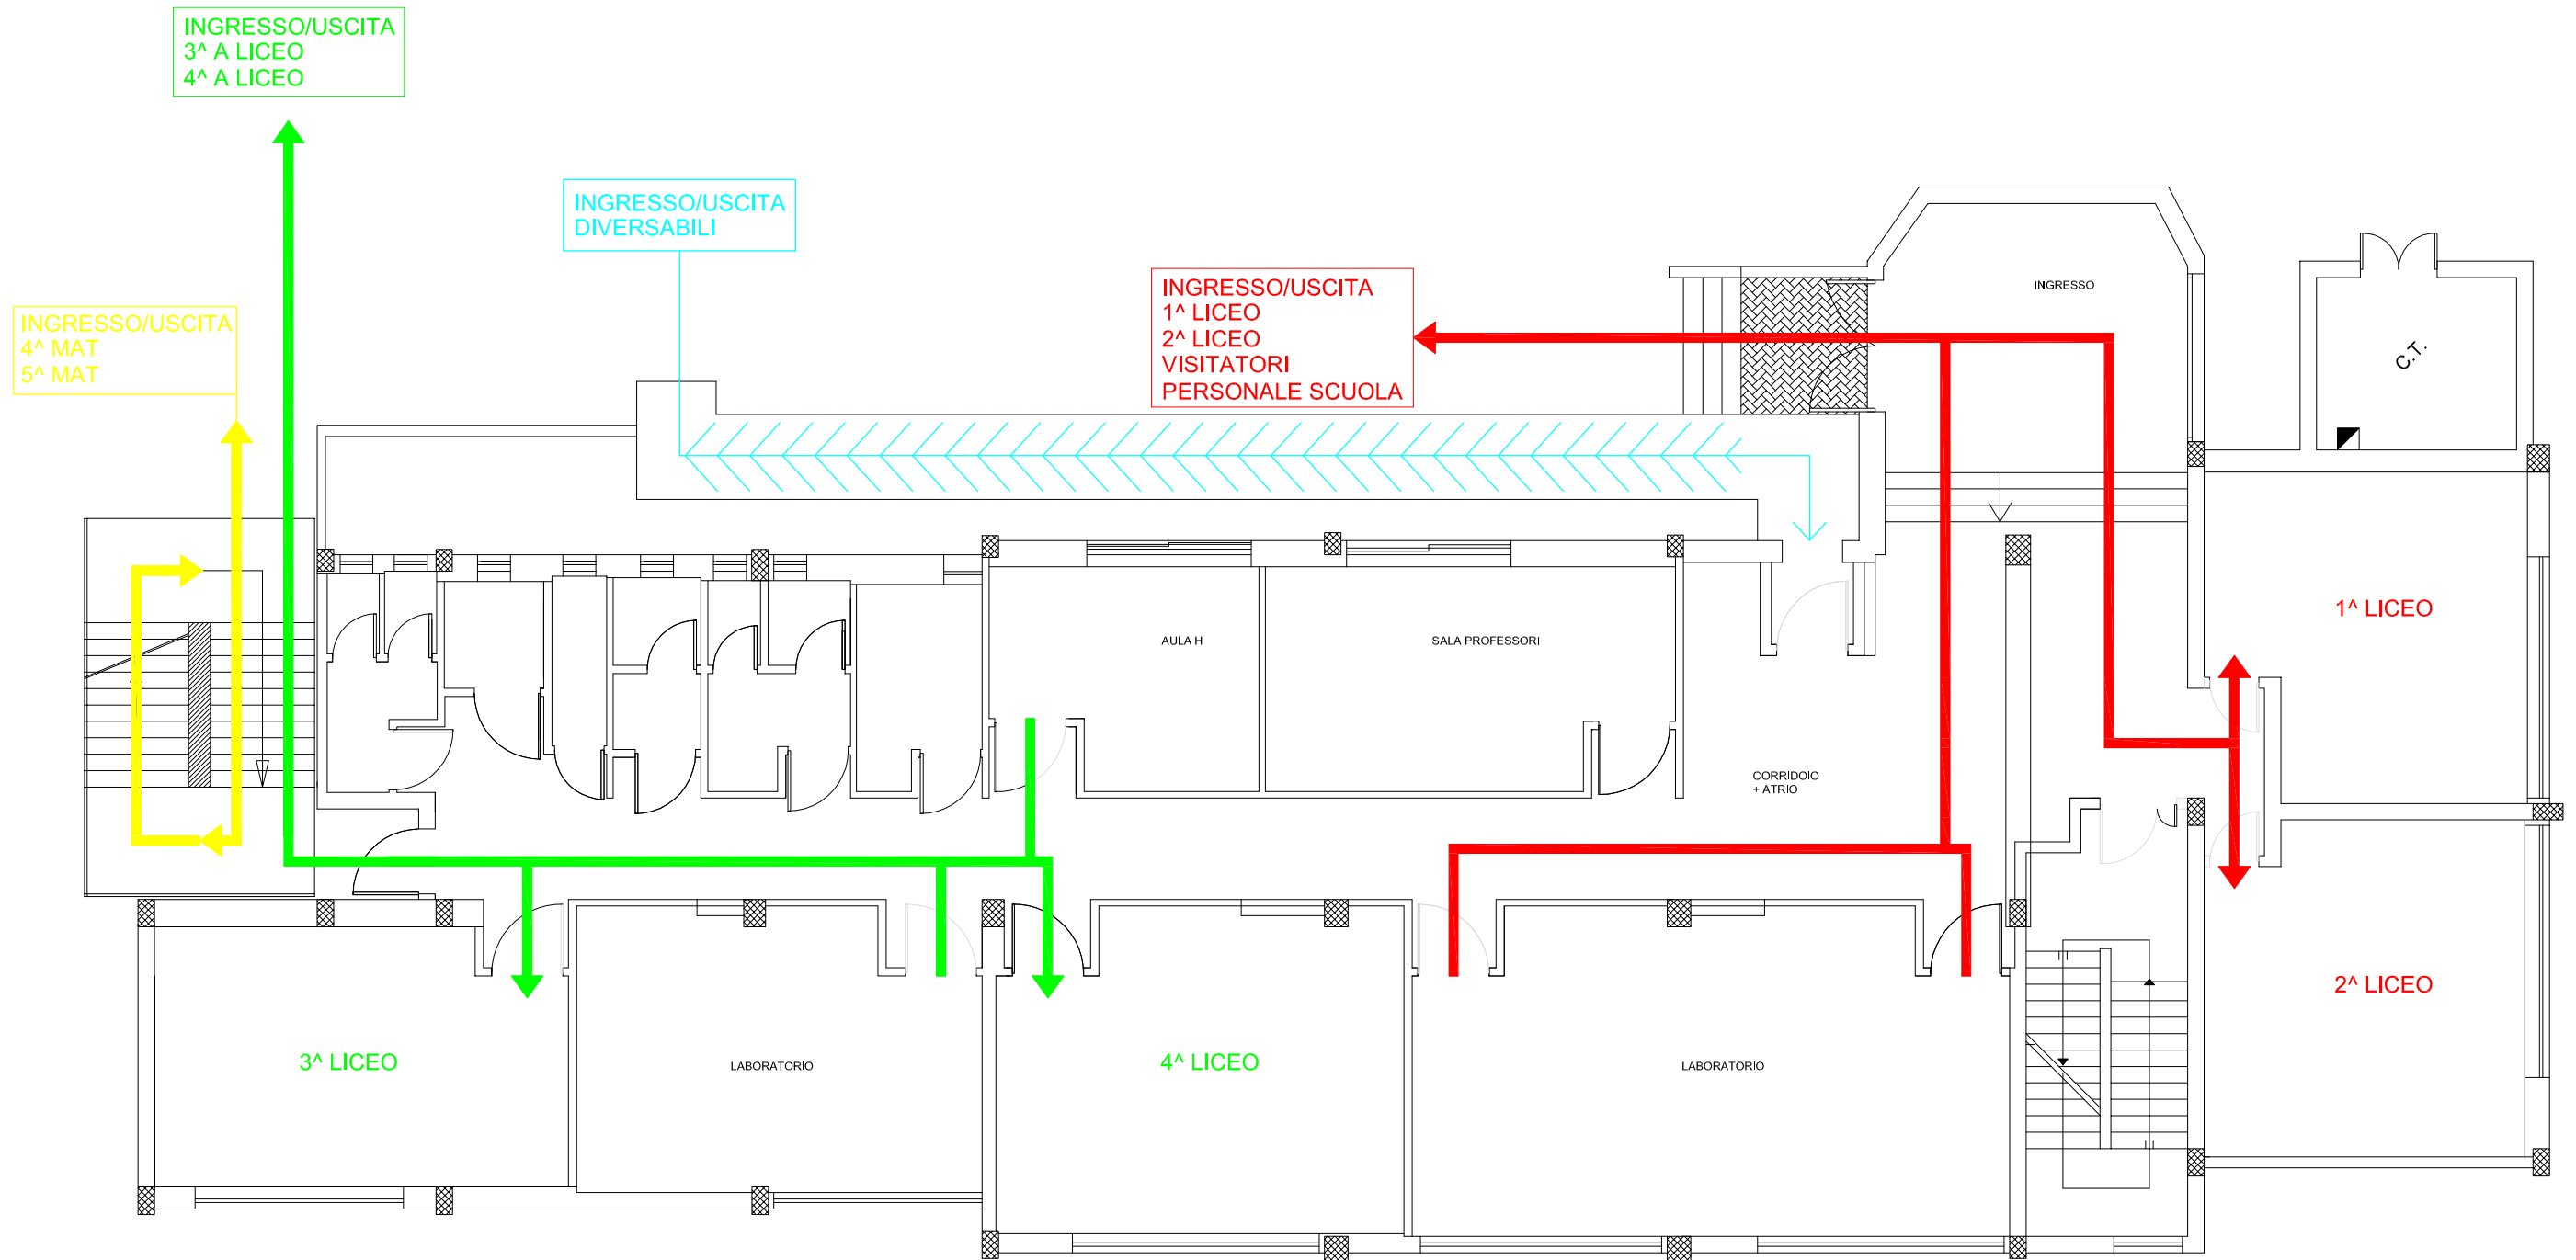 INGRESSO/USCITA
3^ A LICEO
4^ A LICEO
INGRESSO/USCITA
DIVERSABILI
INGRESSO/USCITA
1^ LICEO
2^ LICEO
VISITATORI
PERSONALE SCUOLA
INGRESSO
INGRESSO/USCITA
4^ MAT
5^ MAT
C.T.
1^ LICEO
AULA H
SALA PROFESSORI
CORRIDOIO
+ ATRIO
2^ LICEO
3^ LICEO
LABORATORIO
4^ LICEO
LABORATORIO